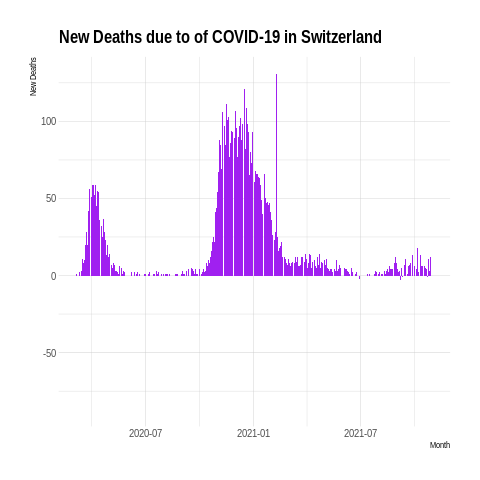 New Deaths due to of COVID-19 in Switzerland
New Deaths
100
50
0
-50
2020-07
2021-01
2021-07
Month